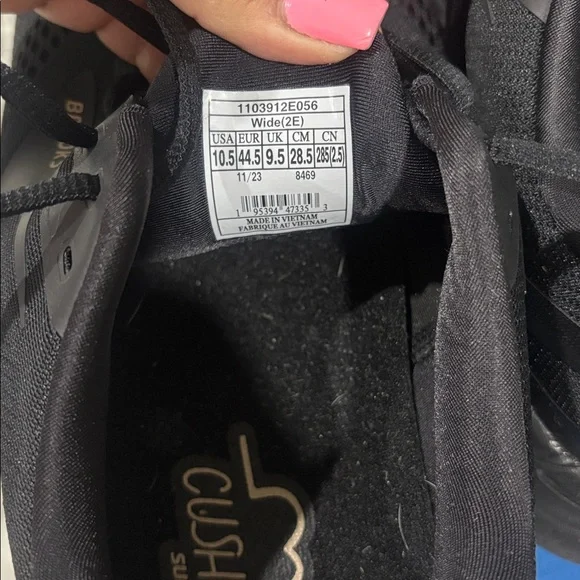 1103912E056
Wide(2E)
USA EUR UK CM CN
10.5 44.5 9.5 28.5 285(2.5)
11/23 8469
1 95394 47335 3
MADE IN VIETNAM
FABRIQUE AU VIETNAM
CUSH
SU